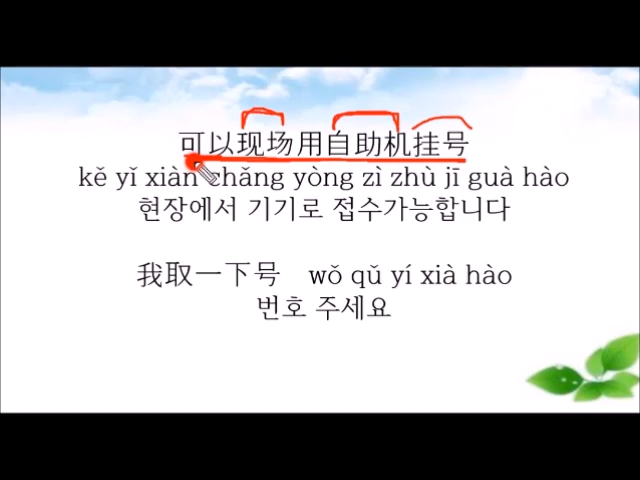 可以现场用自助机挂号
kě yǐ xiàn chǎng yòng zì zhù jī guà hào
현장에서 기기로 접수가능합니다
我取一下号 wǒ qǔ yí xià hào
번호 주세요